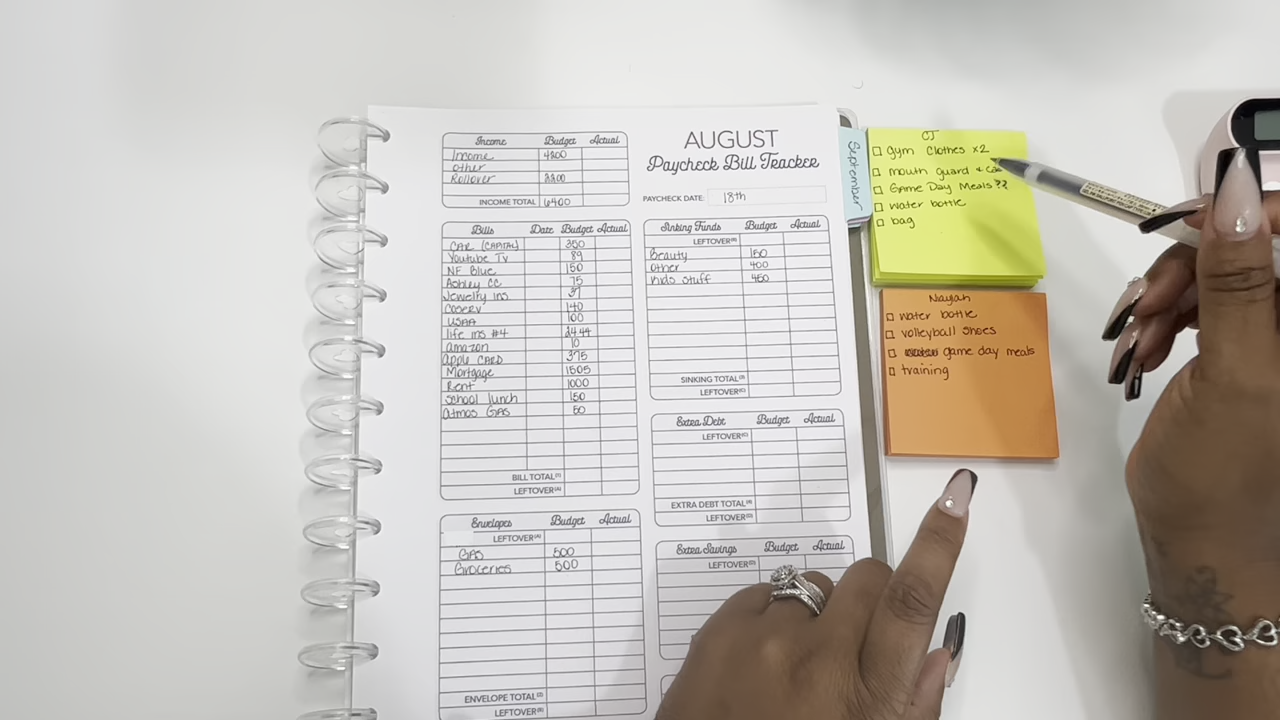 AUGUST
Paycheck Bill Tracker
PAYCHECK DATE: 18th
Income Budget Actual
Income 4200
other
Rollover 2200
INCOME TOTAL 6400
Bills Date Budget Actual
CAR (CAPITAL) 350
Youtube TV 89
NF Blue 150
Ashley CC 75
Jewelry Ins 37
COSERV 140
USAA 100
life ins #4 24.44
Amazon 10
Apple CARD 375
Mortgage 1505
Rent 1000
School lunch 150
Atmos GAS 50
BILL TOTAL(1)
LEFTOVER(A)
Envelopes Budget Actual
LEFTOVER(A)
GAS 500
Groceries 500
ENVELOPE TOTAL(2)
LEFTOVER(B)
Sinking Funds Budget Actual
LEFTOVER(B)
Beauty 150
other 400
Kids stuff 450
SINKING TOTAL(3)
LEFTOVER(C)
Extra Debt Budget Actual
LEFTOVER(C)
EXTRA DEBT TOTAL(4)
LEFTOVER(D)
Extra Savings Budget Actual
LEFTOVER(D)
September
CJ
gym clothes x2
mouth guard &
Game Day Meals??
water bottle
bag
Niaylah
water bottle
volleyball shoes
game day meals
training